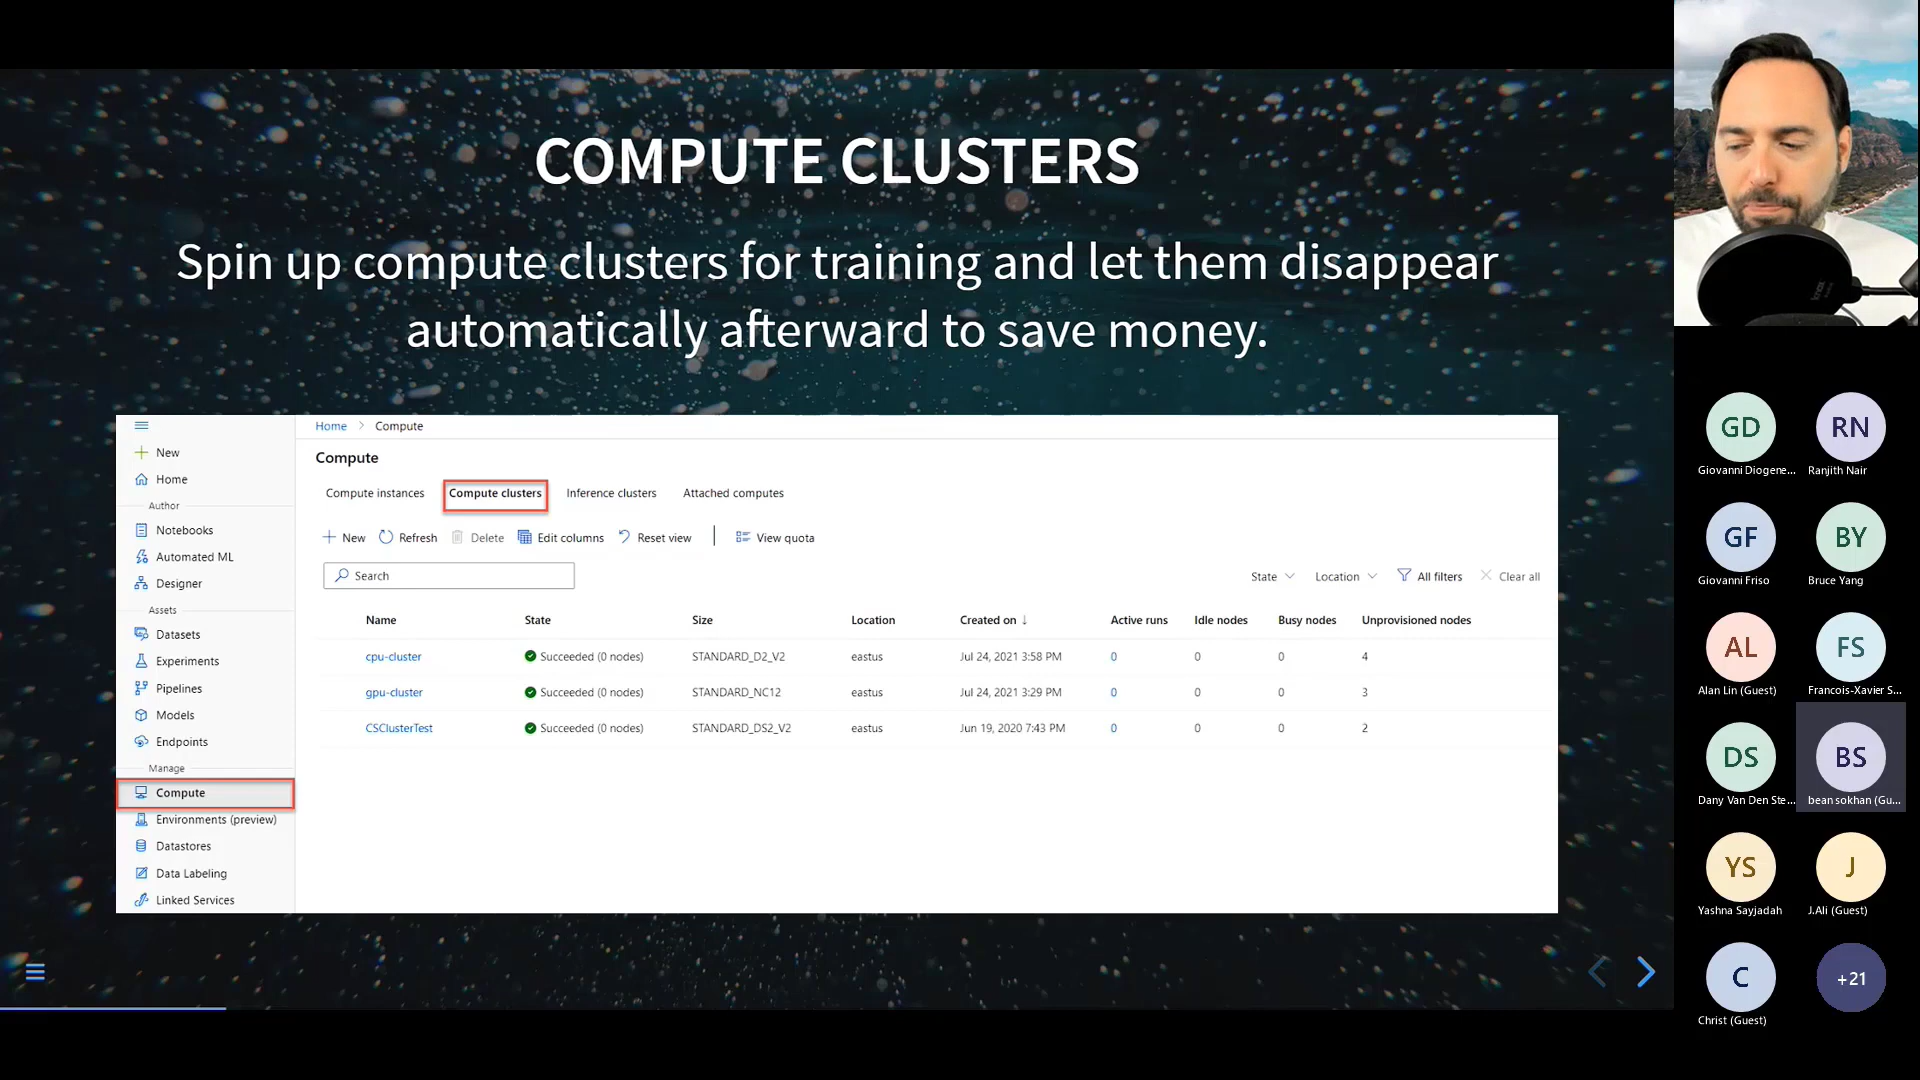 COMPUTE CLUSTERS
Spin up compute clusters for training and let them disappear
automatically afterward to save money.
New
Home
Author
Notebooks
Automated ML
Designer
Assets
Datasets
Experiments
Pipelines
Models
Endpoints
Manage
Compute
Environments (preview)
Datastores
Data Labeling
Linked Services
Home > Compute
Compute
Compute instances Compute clusters Inference clusters Attached computes
New Refresh Delete Edit columns Reset view View quota
Search
State Location All filters Clear all
Name State Size Location Created on ↓ Active runs Idle nodes Busy nodes Unprovisioned nodes
cpu-cluster Succeeded (0 nodes) STANDARD_D2_V2 eastus Jul 24, 2021 3:58 PM 0 0 0 4
gpu-cluster Succeeded (0 nodes) STANDARD_NC12 eastus Jul 24, 2021 3:29 PM 0 0 0 3
CSClusterTest Succeeded (0 nodes) STANDARD_DS2_V2 eastus Jun 19, 2020 7:43 PM 0 0 0 2
GD RN
Giovanni Diogene... Ranjith Nair
GF BY
Giovanni Friso Bruce Yang
AL FS
Alan Lin (Guest) Francois-Xavier S...
DS BS
Dany Van Den Ste... bean sokhan (Gu...
YS J
Yashna Sayjadah J.Ali (Guest)
C +21
Christ (Guest)